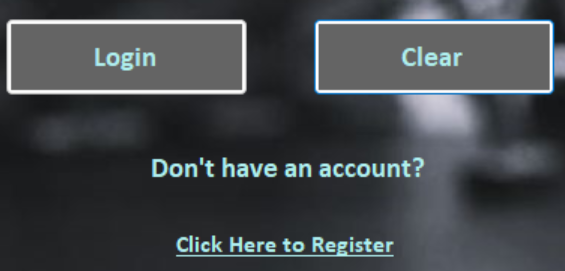 Login
Clear
Don't have an account?
Click Here to Register